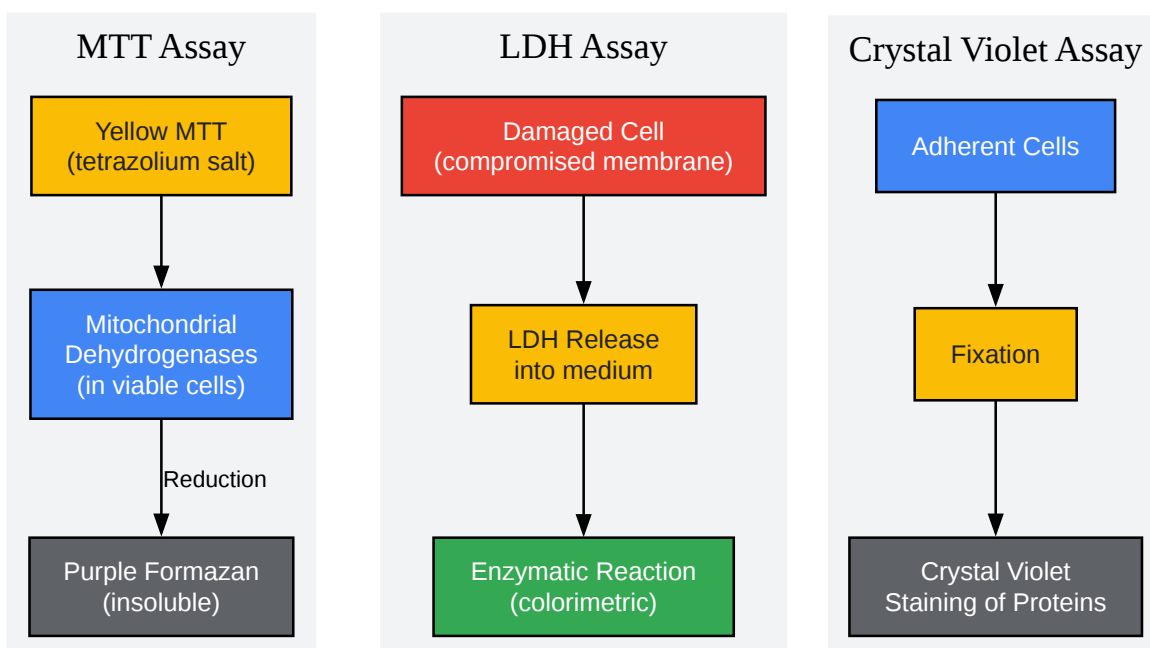 MTT Assay
Yellow MTT
(tetrazolium salt)
Mitochondrial
Dehydrogenases
(in viable cells)
Reduction
Purple Formazan
(insoluble)
LDH Assay
Damaged Cell
(compromised membrane)
LDH Release
into medium
Enzymatic Reaction
(colorimetric)
Crystal Violet Assay
Adherent Cells
Fixation
Crystal Violet
Staining of Proteins